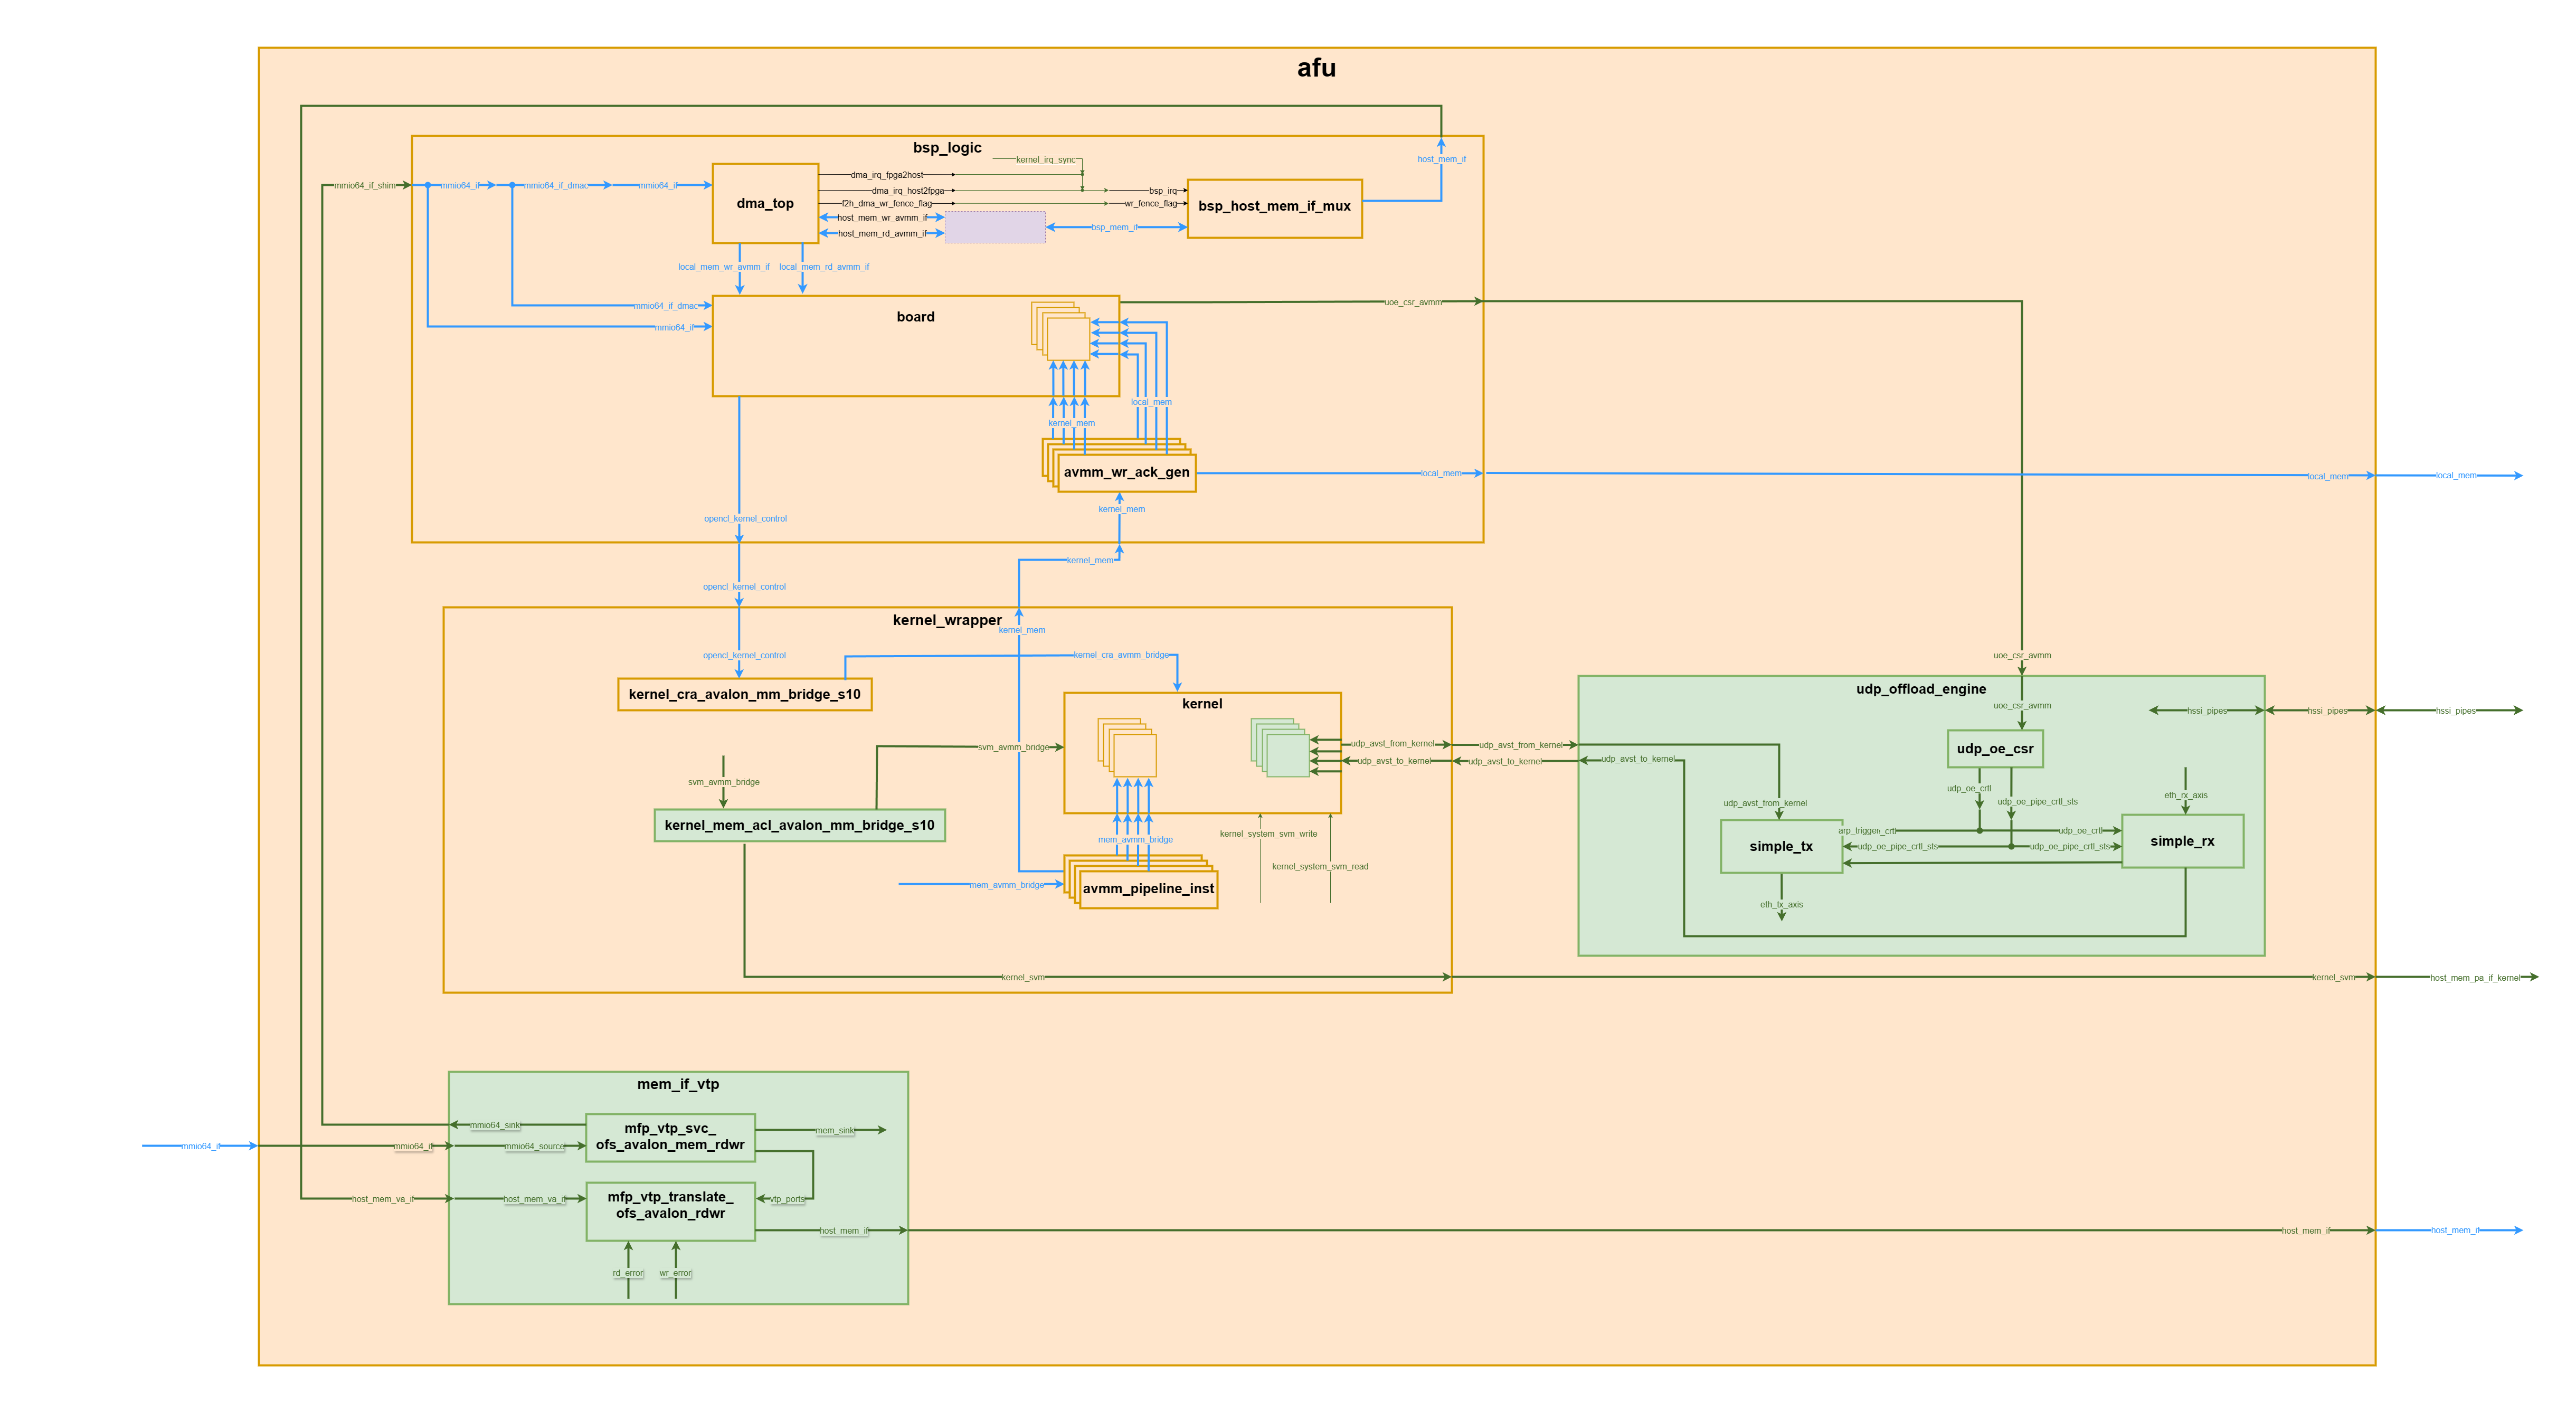 afu
bsp_logic
kernel_irq_sync
host_mem_if
dma_irq_fpga2host
mmio64_if_shim
mmio64_if
mmio64_if_dmac
mmio64_if
dma_top
dma_irq_host2fpga
bsp_irq
f2h_dma_wr_fence_flag
wr_fence_flag
bsp_host_mem_if_mux
host_mem_wr_avmm_if
bsp_mem_if
host_mem_rd_avmm_if
local_mem_wr_avmm_if
local_mem_rd_avmm_if
mmio64_if_dmac
uoe_csr_avmm
board
mmio64_if
local_mem
kernel_mem
avmm_wr_ack_gen
local_mem
local_mem
local_mem
kernel_mem
opencl_kernel_control
kernel_mem
opencl_kernel_control
kernel_wrapper
kernel_mem
opencl_kernel_control
kernel_cra_avmm_bridge
uoe_csr_avmm
kernel_cra_avalon_mm_bridge_s10
kernel
udp_offload_engine
uoe_csr_avmm
hssi_pipes
hssi_pipes
hssi_pipes
svm_avmm_bridge
udp_avst_from_kernel
udp_avst_from_kernel
udp_oe_csr
udp_avst_to_kernel
udp_avst_to_kernel
udp_avst_to_kernel
svm_avmm_bridge
udp_oe_crtl
eth_rx_axis
udp_avst_from_kernel
udp_oe_pipe_crtl_sts
kernel_mem_acl_avalon_mm_bridge_s10
kernel_system_svm_write
mem_avmm_bridge
arp_trigger
crtl
udp_oe_crtl
simple_tx
udp_oe_pipe_crtl_sts
udp_oe_pipe_crtl_sts
simple_rx
kernel_system_svm_read
mem_avmm_bridge
avmm_pipeline_inst
eth_tx_axis
kernel_svm
kernel_svm
host_mem_pa_if_kernel
mem_if_vtp
mmio64_sink
mfp_vtp_svc_
ofs_avalon_mem_rdwr
mem_sink
mmio64_if
mmio64_if
mmio64_source
host_mem_va_if
host_mem_va_if
mfp_vtp_translate_
ofs_avalon_rdwr
vtp_ports
host_mem_if
host_mem_if
host_mem_if
rd_error
wr_error